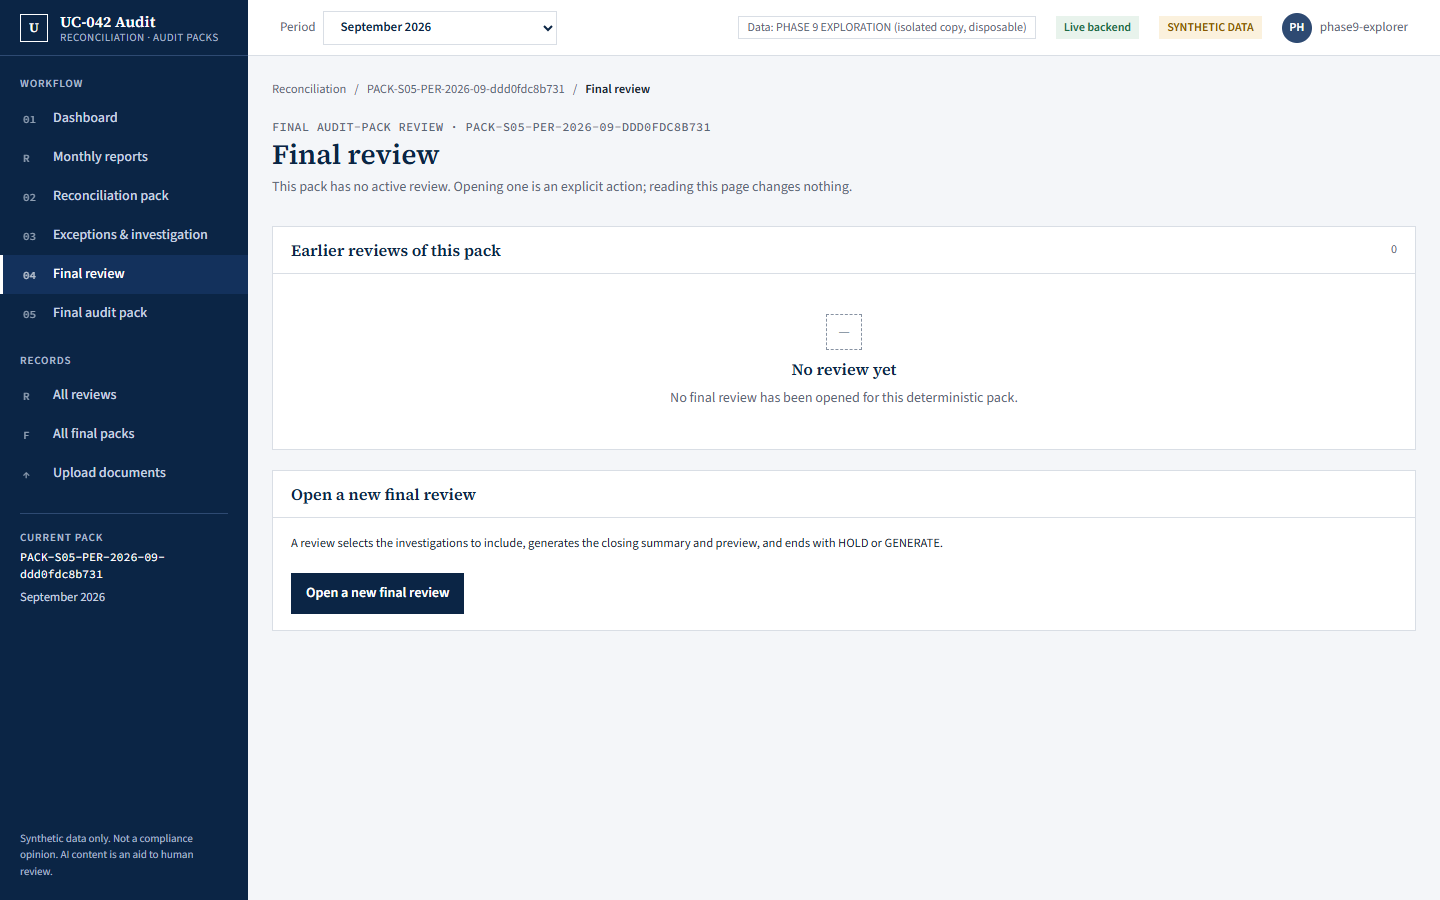 U
UC-042 Audit
RECONCILIATION · AUDIT PACKS
Period
September 2026
Data: PHASE 9 EXPLORATION (isolated copy, disposable)
Live backend
SYNTHETIC DATA
PH
phase9-explorer
WORKFLOW
01 Dashboard
R Monthly reports
02 Reconciliation pack
03 Exceptions & investigation
04 Final review
05 Final audit pack
RECORDS
R All reviews
F All final packs
↑ Upload documents
CURRENT PACK
PACK-S05-PER-2026-09-
ddd0fdc8b731
September 2026
Synthetic data only. Not a compliance
opinion. AI content is an aid to human
review.
Reconciliation / PACK-S05-PER-2026-09-ddd0fdc8b731 / Final review
FINAL AUDIT-PACK REVIEW · PACK-S05-PER-2026-09-DDD0FDC8B731
Final review
This pack has no active review. Opening one is an explicit action; reading this page changes nothing.
Earlier reviews of this pack
0
—
No review yet
No final review has been opened for this deterministic pack.
Open a new final review
A review selects the investigations to include, generates the closing summary and preview, and ends with HOLD or GENERATE.
Open a new final review